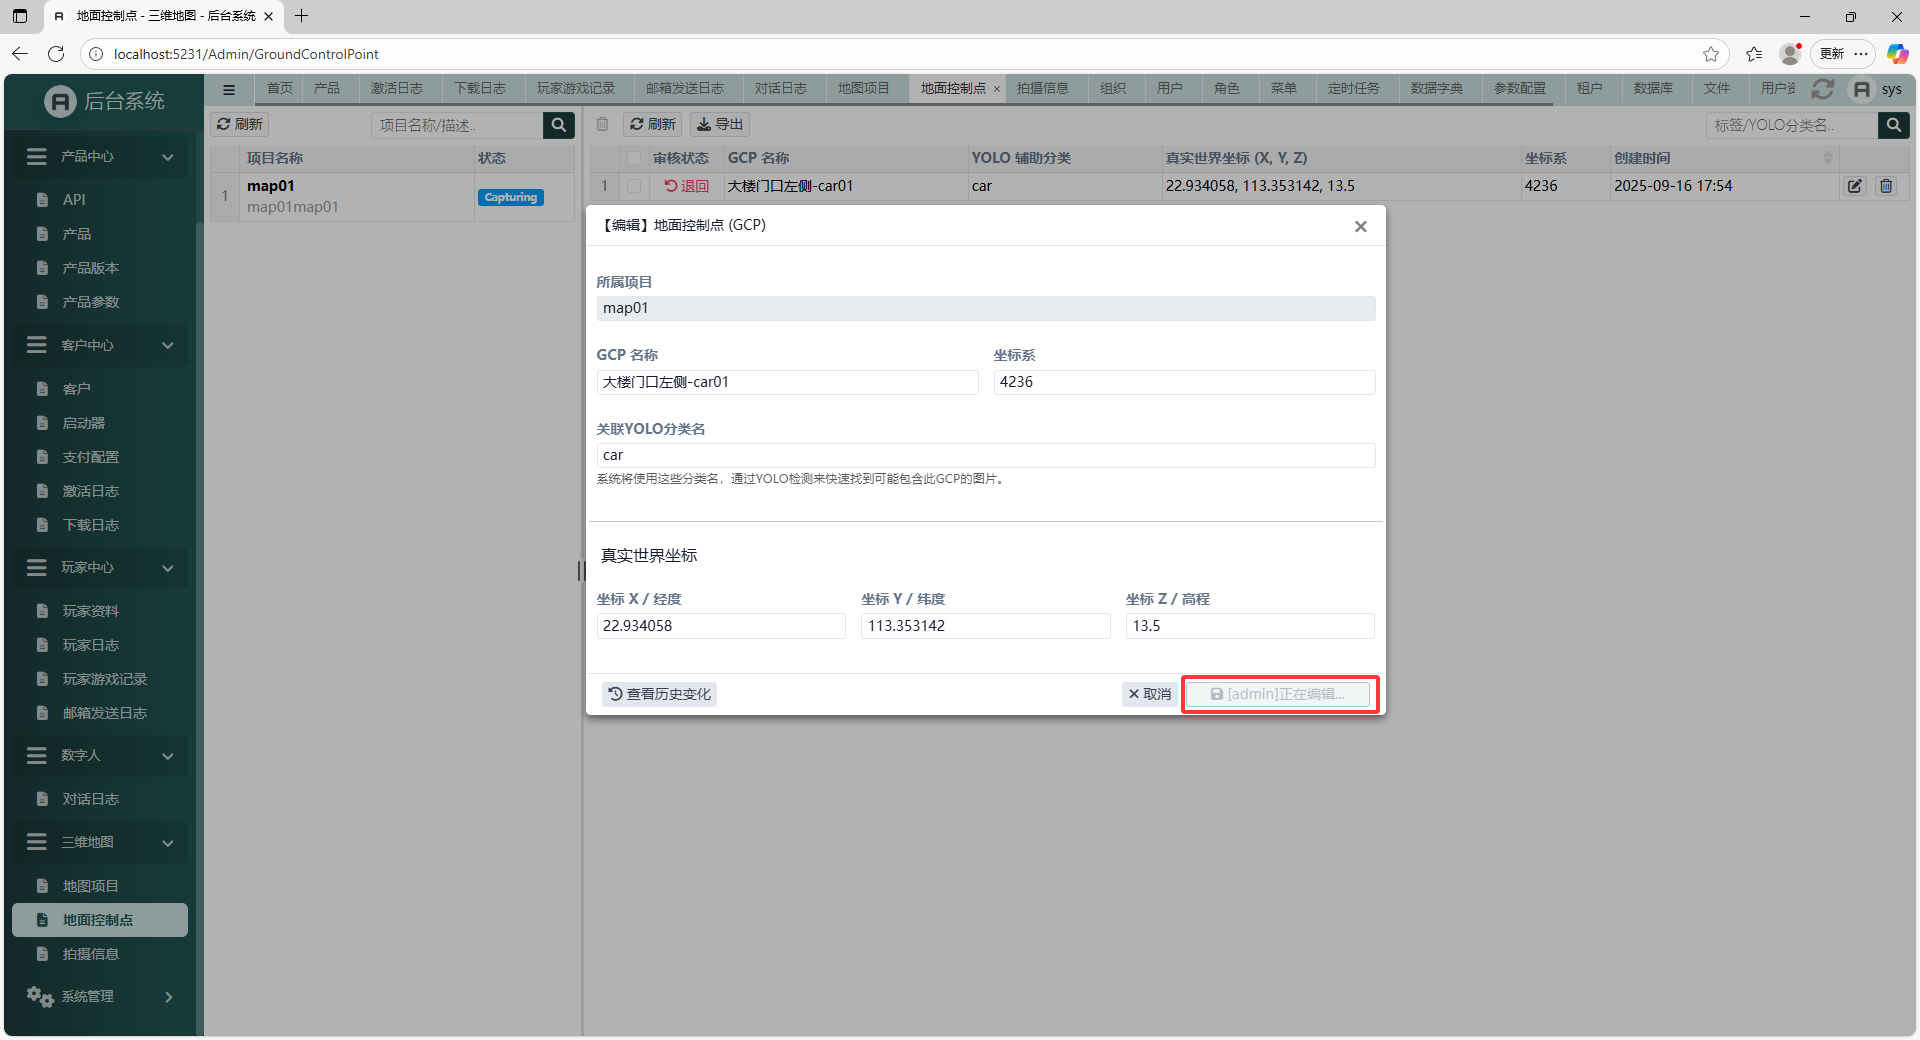 地面控制点 - 三维地图 - 后台系统
localhost:5231/Admin/GroundControlPoint
更新
后台系统
首页 产品 激活日志 下载日志 玩家游戏记录 邮箱发送日志 对话日志 地图项目 地面控制点 拍摄信息 组织 用户 角色 菜单 定时任务 数据字典 参数配置 租户 数据库 文件 用户资 sys
刷新 项目名称/描述..
刷新 导出 标签/YOLO分类名..
项目名称 状态
1 map01 Capturing
map01map01
审核状态 GCP 名称 YOLO 辅助分类 真实世界坐标 (X, Y, Z) 坐标系 创建时间
1 退回 大楼门口左侧-car01 car 22.934058, 113.353142, 13.5 4236 2025-09-16 17:54
产品中心
API
产品
产品版本
产品参数
客户中心
客户
启动器
支付配置
激活日志
下载日志
玩家中心
玩家资料
玩家日志
玩家游戏记录
邮箱发送日志
数字人
对话日志
三维地图
地图项目
地面控制点
拍摄信息
系统管理
【编辑】地面控制点 (GCP)
所属项目
map01
GCP 名称 坐标系
大楼门口左侧-car01 4236
关联YOLO分类名
car
系统将使用这些分类名，通过YOLO检测来快速找到可能包含此GCP的图片。
真实世界坐标
坐标 X / 经度 坐标 Y / 纬度 坐标 Z / 高程
22.934058 113.353142 13.5
查看历史变化 取消 [admin]正在编辑...